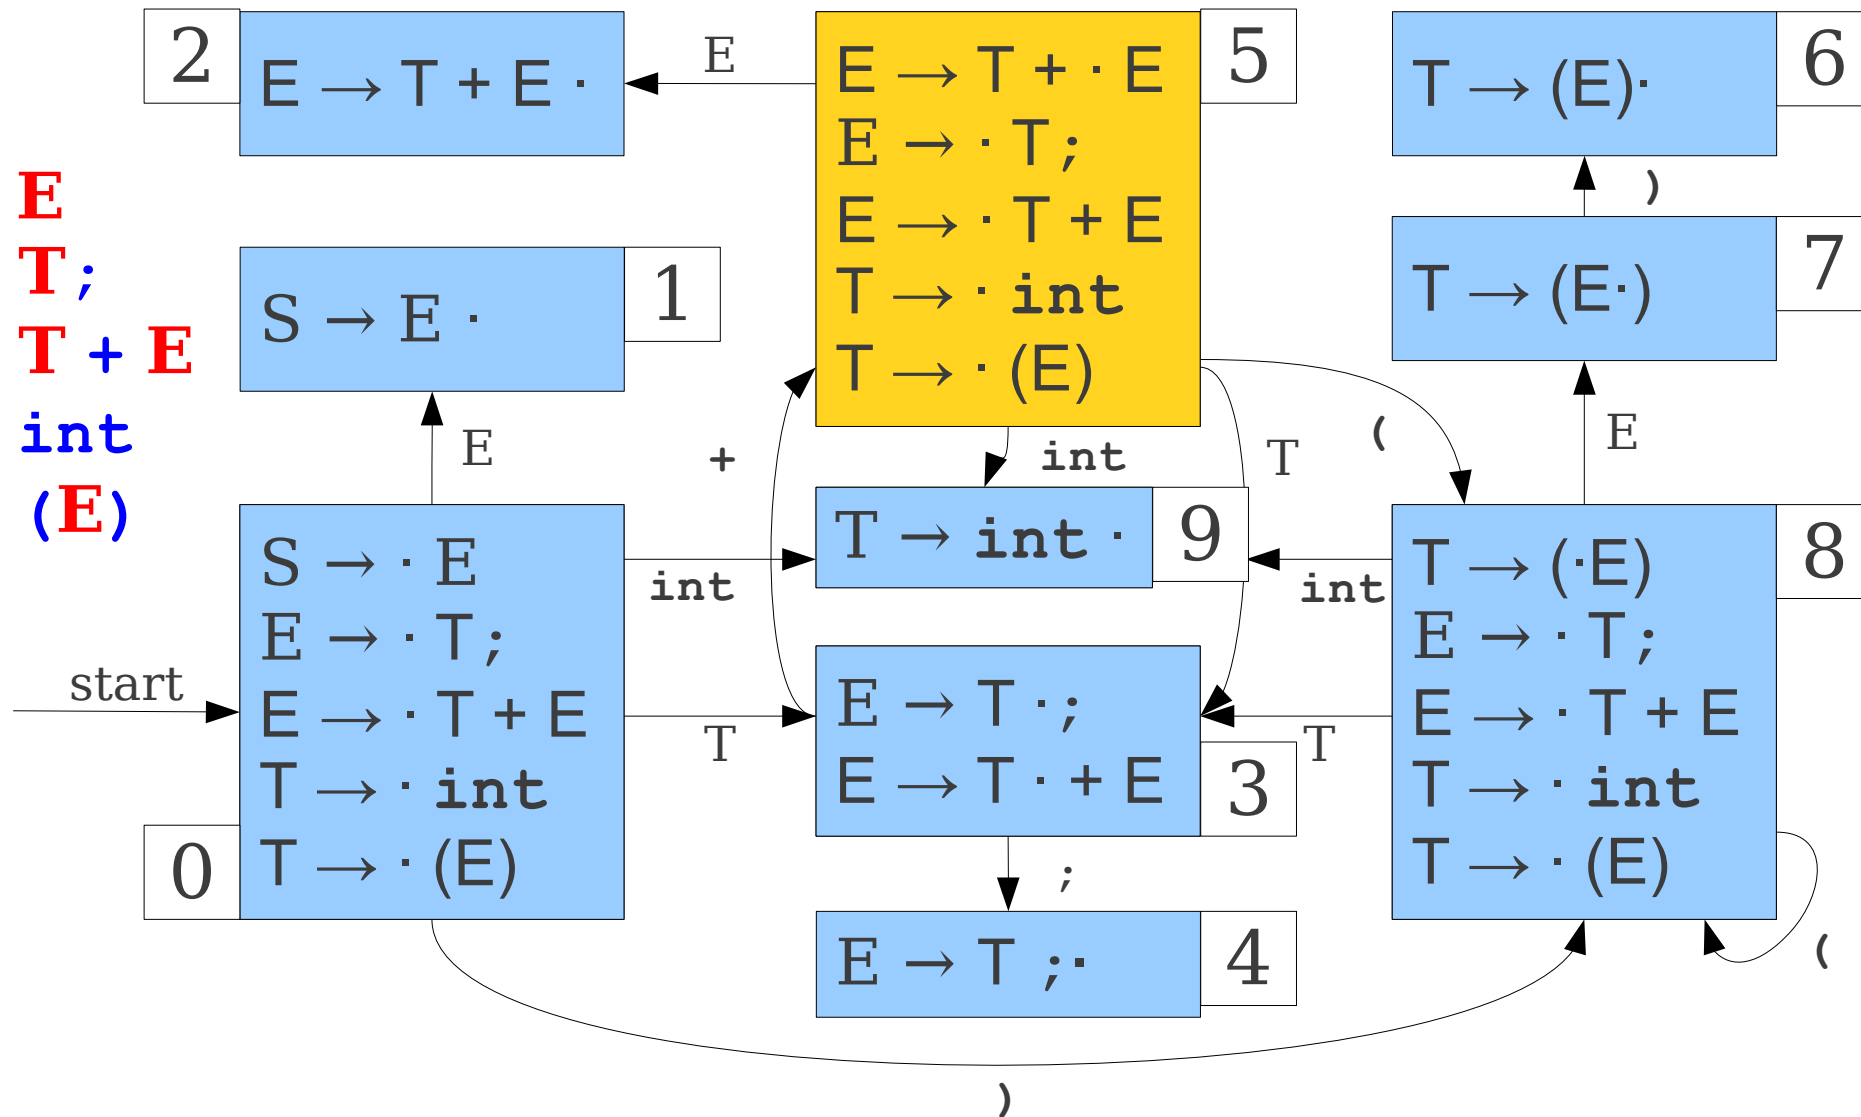 2
E → T + E ·
E
E → T + · E
E → · T ;
E → · T + E
T → · int
T → · (E)
5
T → (E)·
6
)
E
T ;
T + E
int
(E)
S → E ·
1
T → (E·)
7
E
+
int
T
(
E
S → · E
E → · T ;
E → · T + E
T → · int
T → · (E)
0
start
int
T
T → int ·
9
int
E → T · ;
E → T · + E
3
T
T → (·E)
E → · T ;
E → · T + E
T → · int
T → · (E)
8
;
E → T ; ·
4
(
)